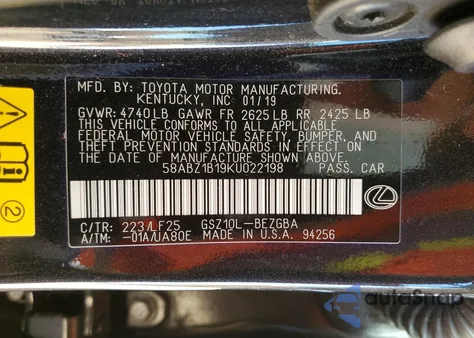 MFD. BY: TOYOTA MOTOR MANUFACTURING.
KENTUCKY, INC 01/19
GVWR: 4740LB GAWR FR 2625LB RR 2425 LB
THIS VEHICLE CONFORMS TO ALL APPLICABLE
FEDERAL MOTOR VEHICLE SAFETY, BUMPER, AND
THEFT PREVENTION STANDARDS IN EFFECT ON
THE DATE OF MANUFACTURE SHOWN ABOVE.
58ABZ1B19KU022198 PASS. CAR
C/TR: 223/LF25 GSZ10L-BEZGBA
A/TM: -01A/UA80E MADE IN U.S.A. 94256
2
autoSnap